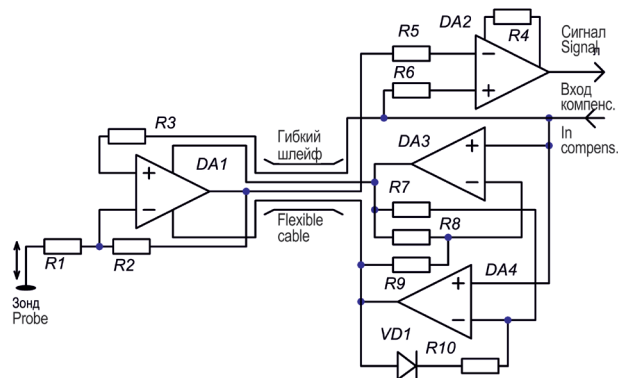 DA2
R5
R4
Сигнал
Signal
R6
Вход
компенс.
In
compens.
R3
Гибкий
шлейф
DA3
DA1
R7
R8
Flexible
cable
R1
R2
R9
DA4
Зонд
Probe
VD1
R10